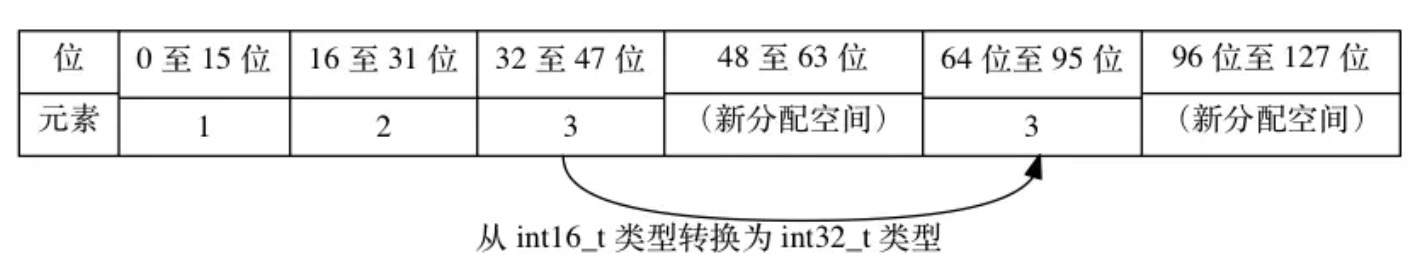 位 0 至 15 位 16 至 31 位 32 至 47 位 48 至 63 位 64 位至 95 位 96 位至 127 位
元素 1 2 3 （新分配空间） 3 （新分配空间）
从 int16_t 类型转换为 int32_t 类型